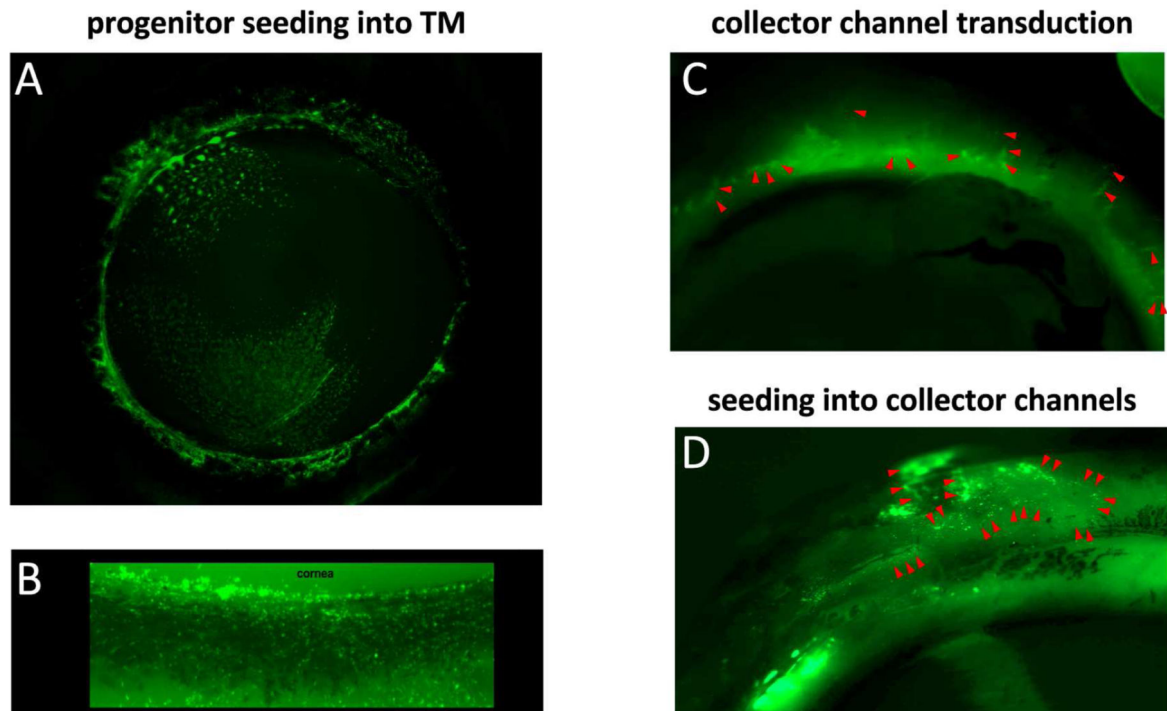 progenitor seeding into TM
A
B
cornea
collector channel transduction
C
seeding into collector channels
D